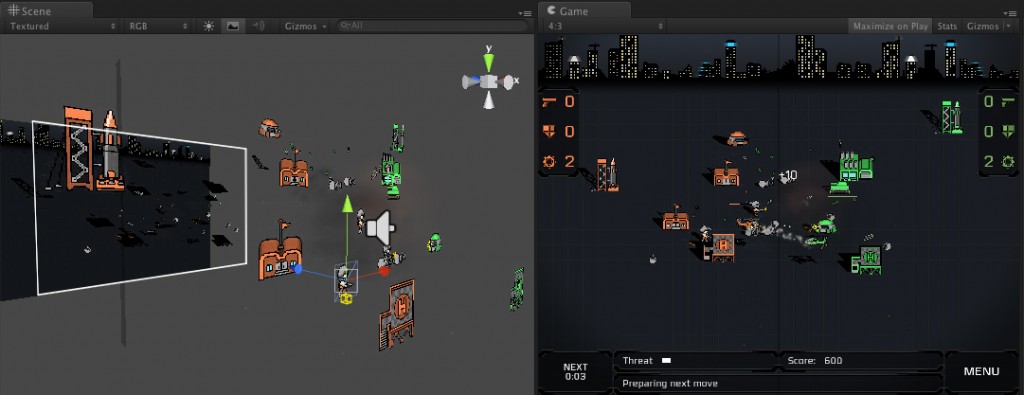 Scene
Textured
RGB
Gizmos
All
y
x
Game
4:3
Maximize on Play
Stats
Gizmos
0
0
2
0
0
2
+10
H
H
H
NEXT
0:03
Threat
Score: 600
Preparing next move
MENU